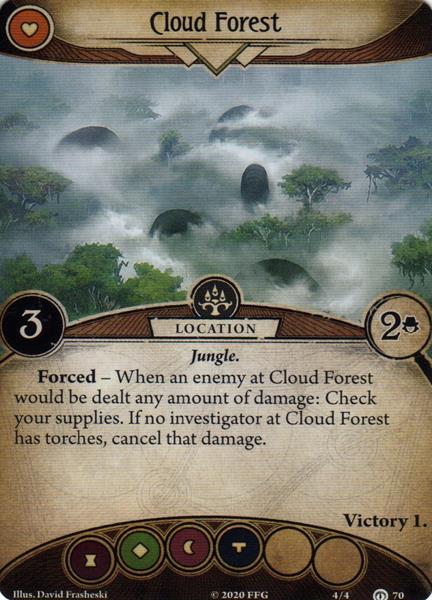 Cloud Forest
3
LOCATION
2
Jungle.
Forced – When an enemy at Cloud Forest
would be dealt any amount of damage: Check
your supplies. If no investigator at Cloud Forest
has torches, cancel that damage.
Victory 1.
Illus. David Frasheski © 2020 FFG 4/4 70